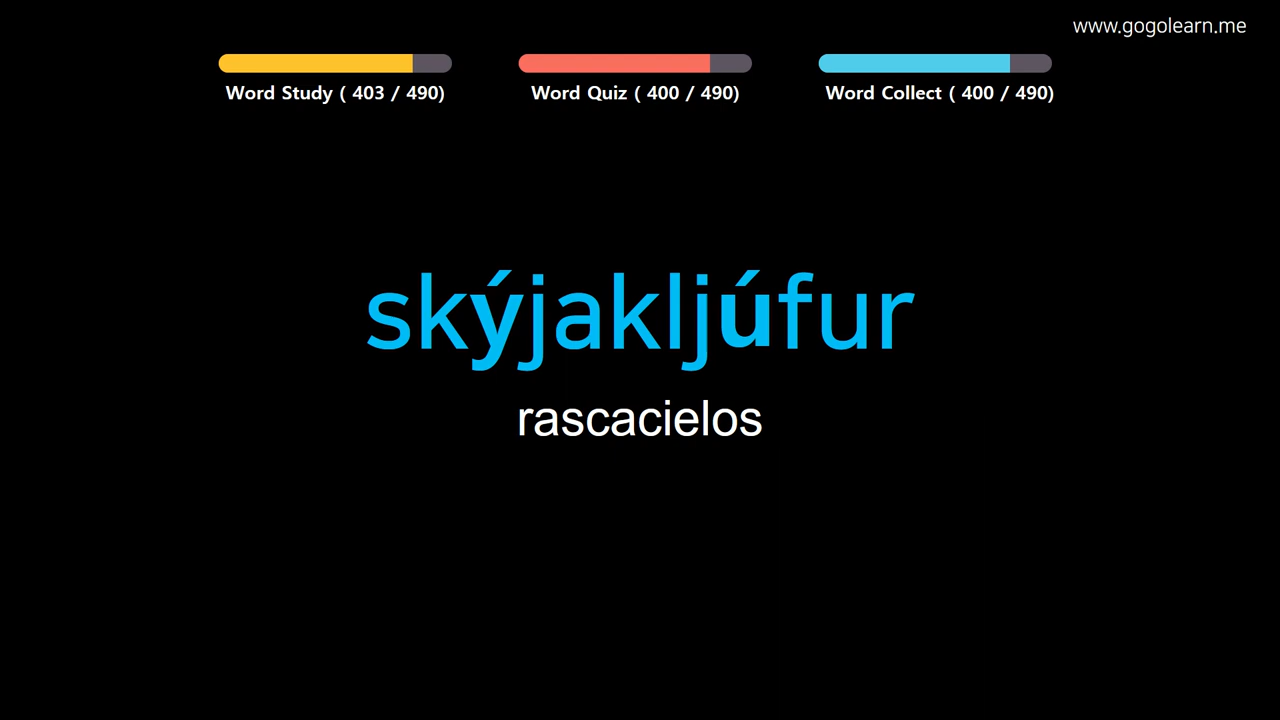 www.gogolearn.me
Word Study ( 403 / 490)
Word Quiz ( 400 / 490)
Word Collect ( 400 / 490)
skýjakljúfur
rascacielos